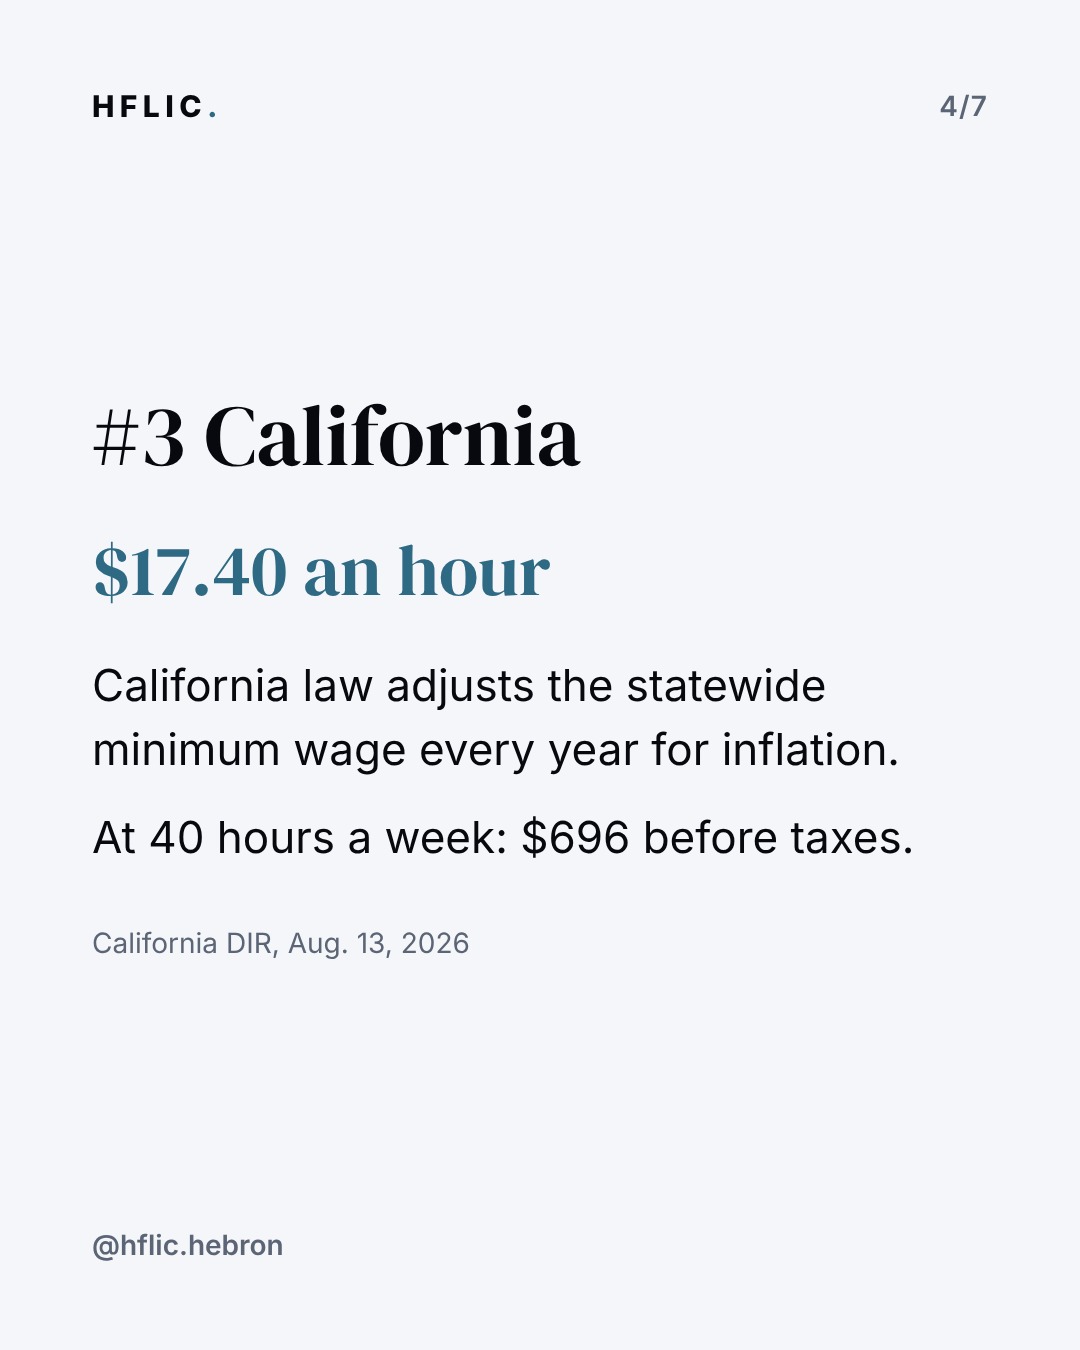 HFLIC.
4/7
#3 California
$17.40 an hour
California law adjusts the statewide
minimum wage every year for inflation.
At 40 hours a week: $696 before taxes.
California DIR, Aug. 13, 2026
@hflic.hebron